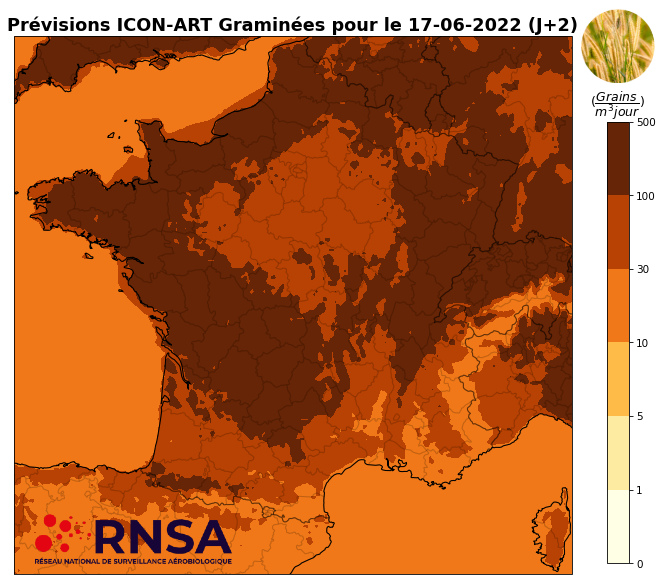 Prévisions ICON-ART Graminées pour le 17-06-2022 (J+2)
(Grains/m³jour)
500
100
30
10
5
1
0
RNSA
RÉSEAU NATIONAL DE SURVEILLANCE AÉROBIOLOGIQUE